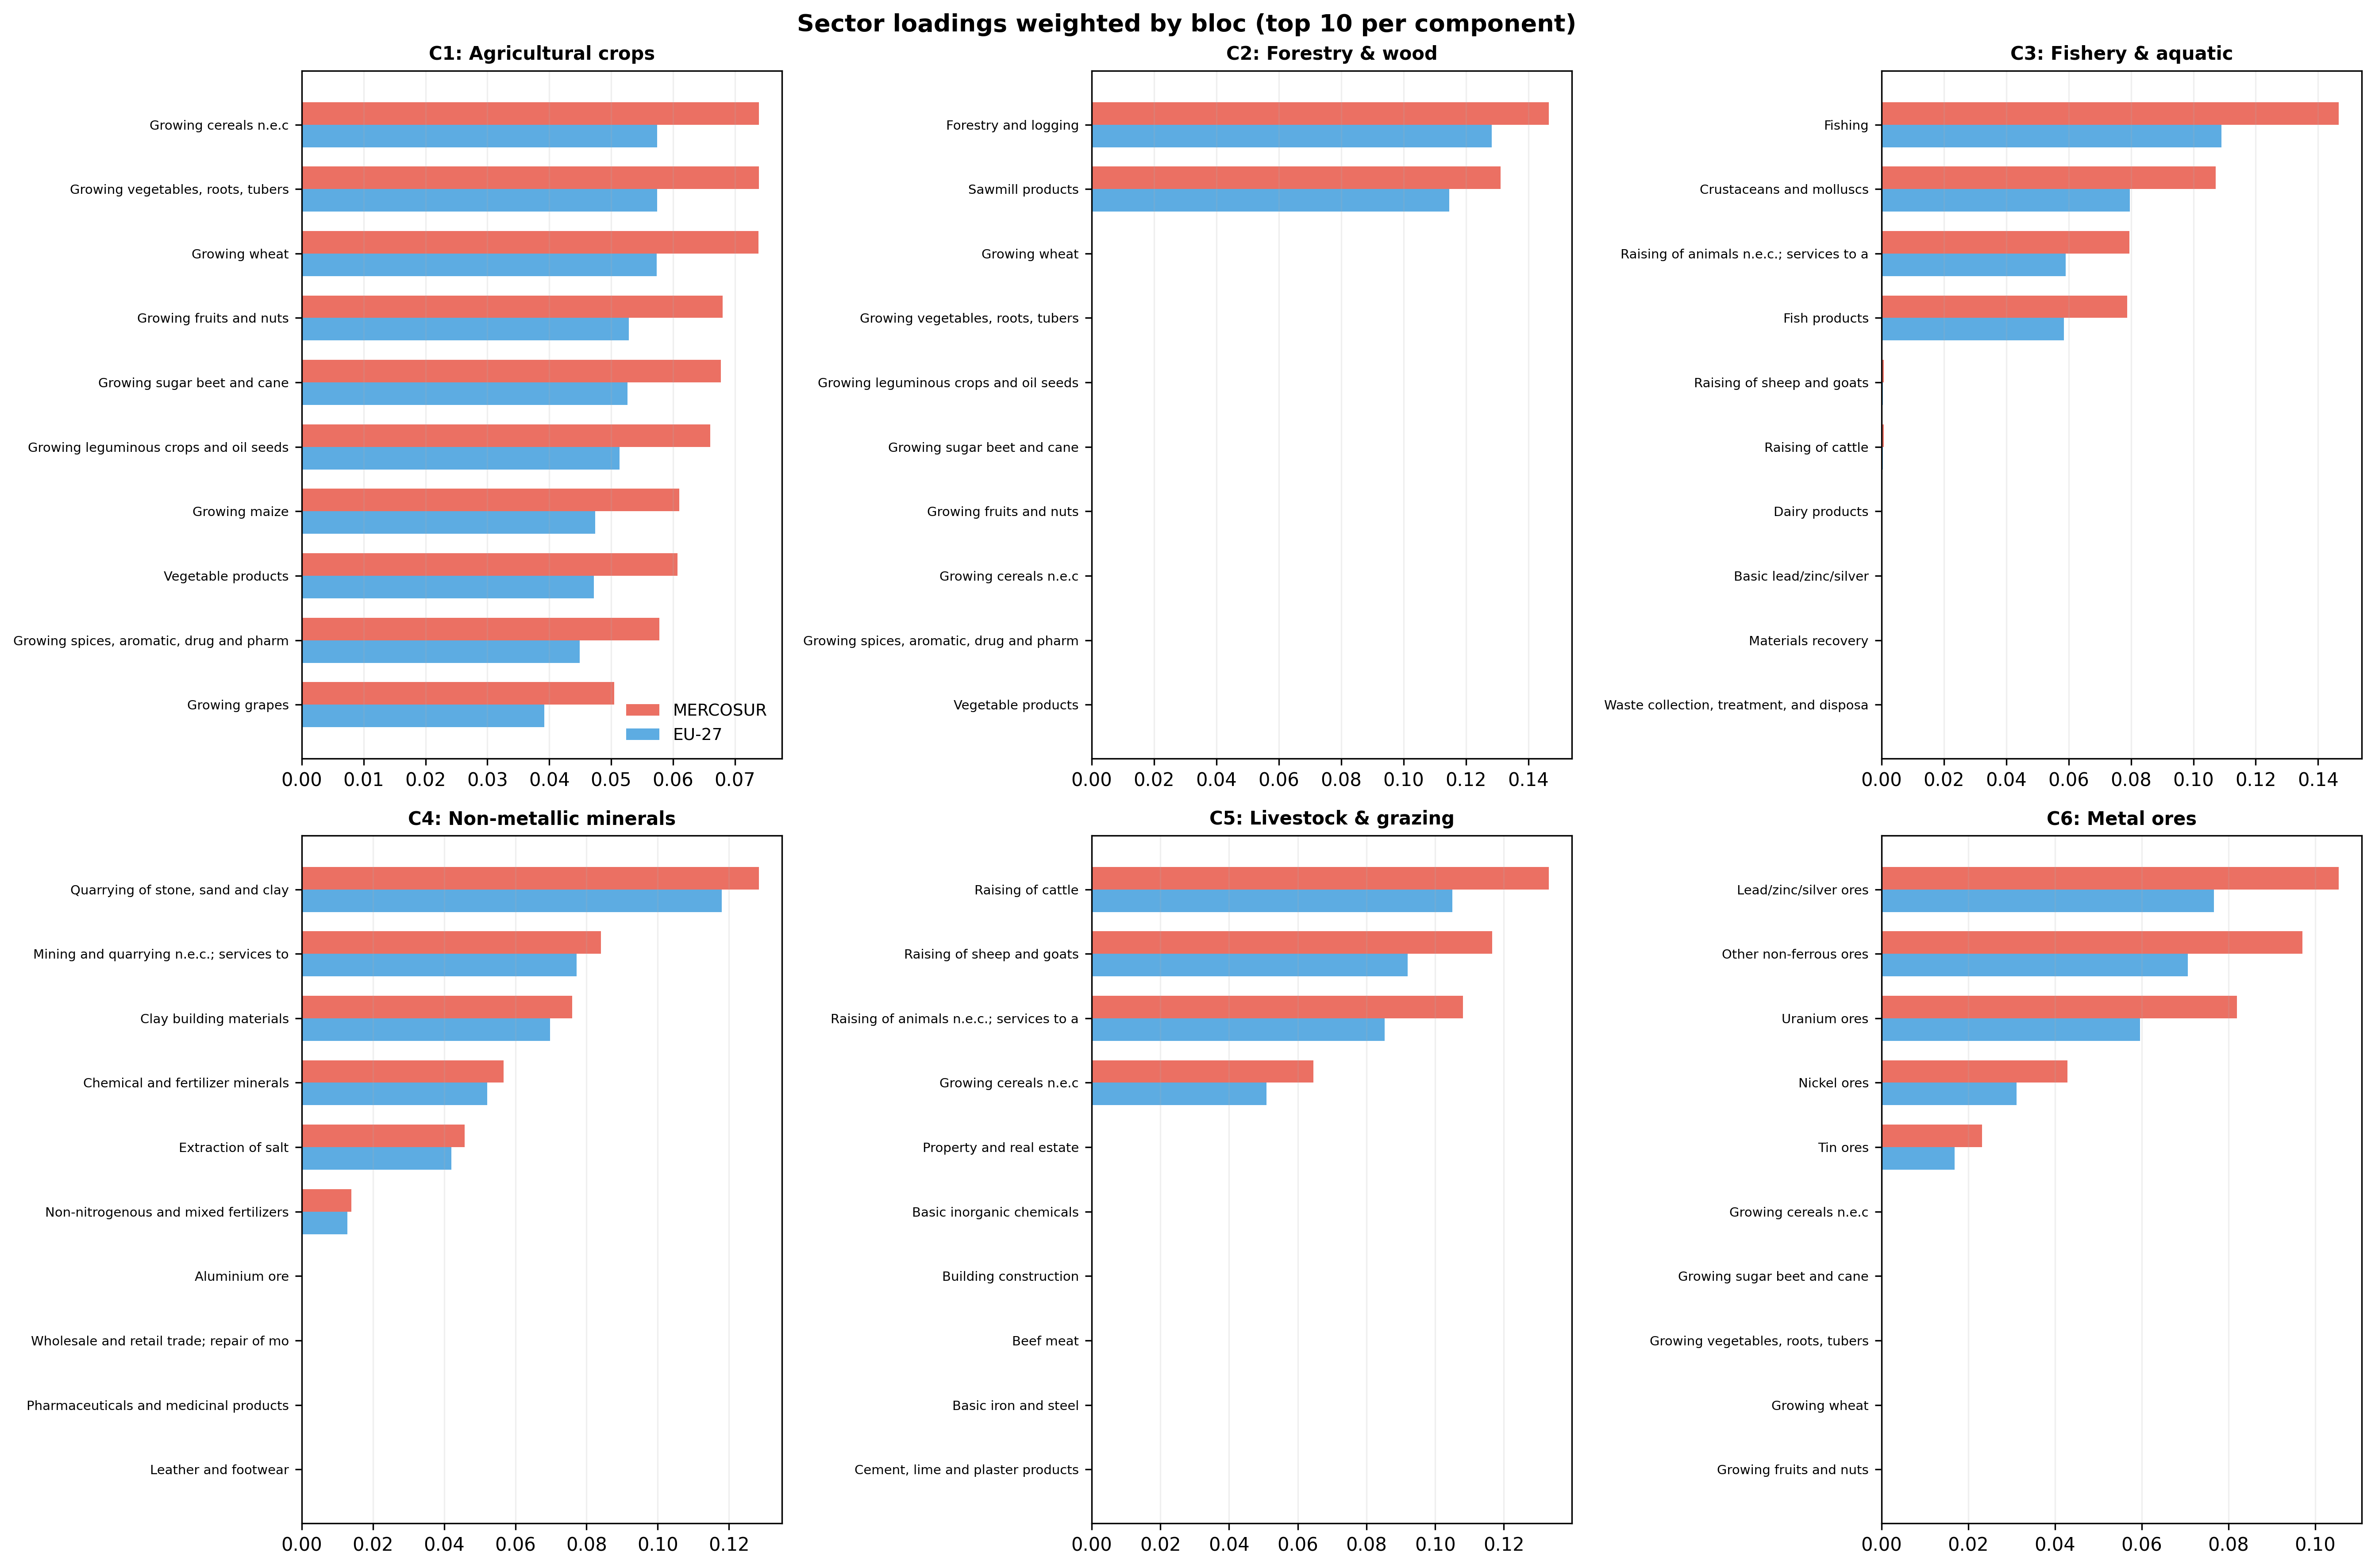 Sector loadings weighted by bloc (top 10 per component)
C1: Agricultural crops
Growing cereals n.e.c
Growing vegetables, roots, tubers
Growing wheat
Growing fruits and nuts
Growing sugar beet and cane
Growing leguminous crops and oil seeds
Growing maize
Vegetable products
Growing spices, aromatic, drug and pharm
Growing grapes
MERCOSUR
EU-27
0.00 0.01 0.02 0.03 0.04 0.05 0.06 0.07
C2: Forestry & wood
Forestry and logging
Sawmill products
Growing wheat
Growing vegetables, roots, tubers
Growing leguminous crops and oil seeds
Growing sugar beet and cane
Growing fruits and nuts
Growing cereals n.e.c
Growing spices, aromatic, drug and pharm
Vegetable products
0.00 0.02 0.04 0.06 0.08 0.10 0.12 0.14
C3: Fishery & aquatic
Fishing
Crustaceans and molluscs
Raising of animals n.e.c.; services to a
Fish products
Raising of sheep and goats
Raising of cattle
Dairy products
Basic lead/zinc/silver
Materials recovery
Waste collection, treatment, and disposa
0.00 0.02 0.04 0.06 0.08 0.10 0.12 0.14
C4: Non-metallic minerals
Quarrying of stone, sand and clay
Mining and quarrying n.e.c.; services to
Clay building materials
Chemical and fertilizer minerals
Extraction of salt
Non-nitrogenous and mixed fertilizers
Aluminium ore
Wholesale and retail trade; repair of mo
Pharmaceuticals and medicinal products
Leather and footwear
0.00 0.02 0.04 0.06 0.08 0.10 0.12
C5: Livestock & grazing
Raising of cattle
Raising of sheep and goats
Raising of animals n.e.c.; services to a
Growing cereals n.e.c
Property and real estate
Basic inorganic chemicals
Building construction
Beef meat
Basic iron and steel
Cement, lime and plaster products
0.00 0.02 0.04 0.06 0.08 0.10 0.12
C6: Metal ores
Lead/zinc/silver ores
Other non-ferrous ores
Uranium ores
Nickel ores
Tin ores
Growing cereals n.e.c
Growing sugar beet and cane
Growing vegetables, roots, tubers
Growing wheat
Growing fruits and nuts
0.00 0.02 0.04 0.06 0.08 0.10